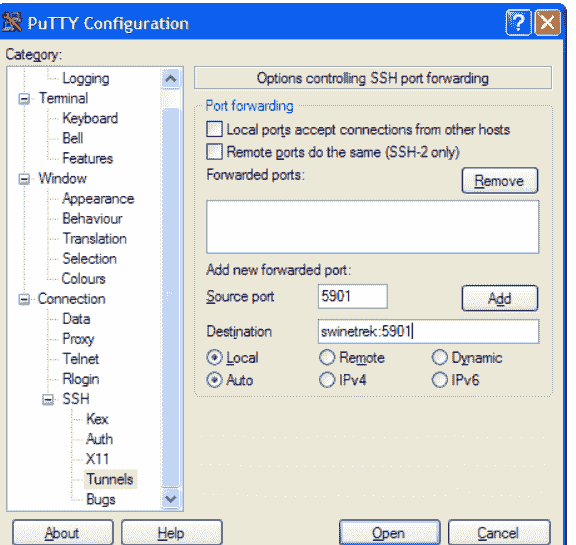 PuTTY Configuration
Category:
Logging
Terminal
Keyboard
Bell
Features
Window
Appearance
Behaviour
Translation
Selection
Colours
Connection
Data
Proxy
Telnet
Rlogin
SSH
Kex
Auth
X11
Tunnels
Bugs
Options controlling SSH port forwarding
Port forwarding
Local ports accept connections from other hosts
Remote ports do the same (SSH-2 only)
Forwarded ports:
Remove
Add new forwarded port:
Source port 5901 Add
Destination swinetrek:5901
Local Remote Dynamic
Auto IPv4 IPv6
About Help Open Cancel